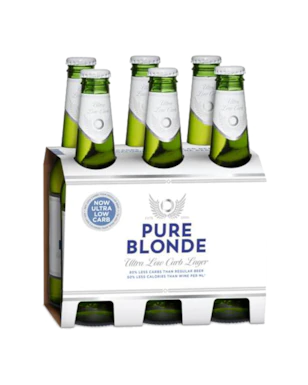 NOW
ULTRA
LOW
CARB
PURE
BLONDE
Ultra Low Carb Lager
80% LESS CARBS THAN REGULAR BEER
50% LESS CALORIES THAN WINE PER ML